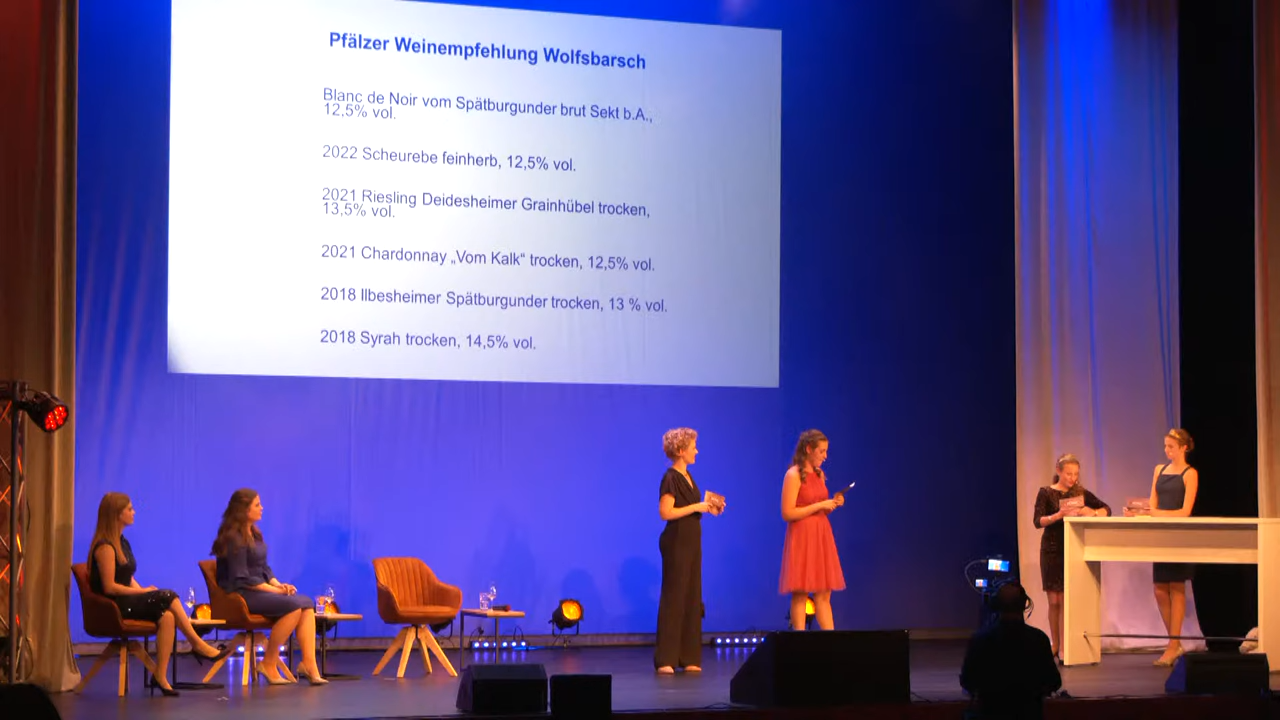 Pfälzer Weinempfehlung Wolfsbarsch
Blanc de Noir vom Spätburgunder brut Sekt b.A.,
12,5% vol.
2022 Scheurebe feinherb, 12,5% vol.
2021 Riesling Deidesheimer Grainhübel trocken,
13,5% vol.
2021 Chardonnay „Vom Kalk“ trocken, 12,5% vol.
2018 Ilbesheimer Spätburgunder trocken, 13 % vol.
2018 Syrah trocken, 14,5% vol.